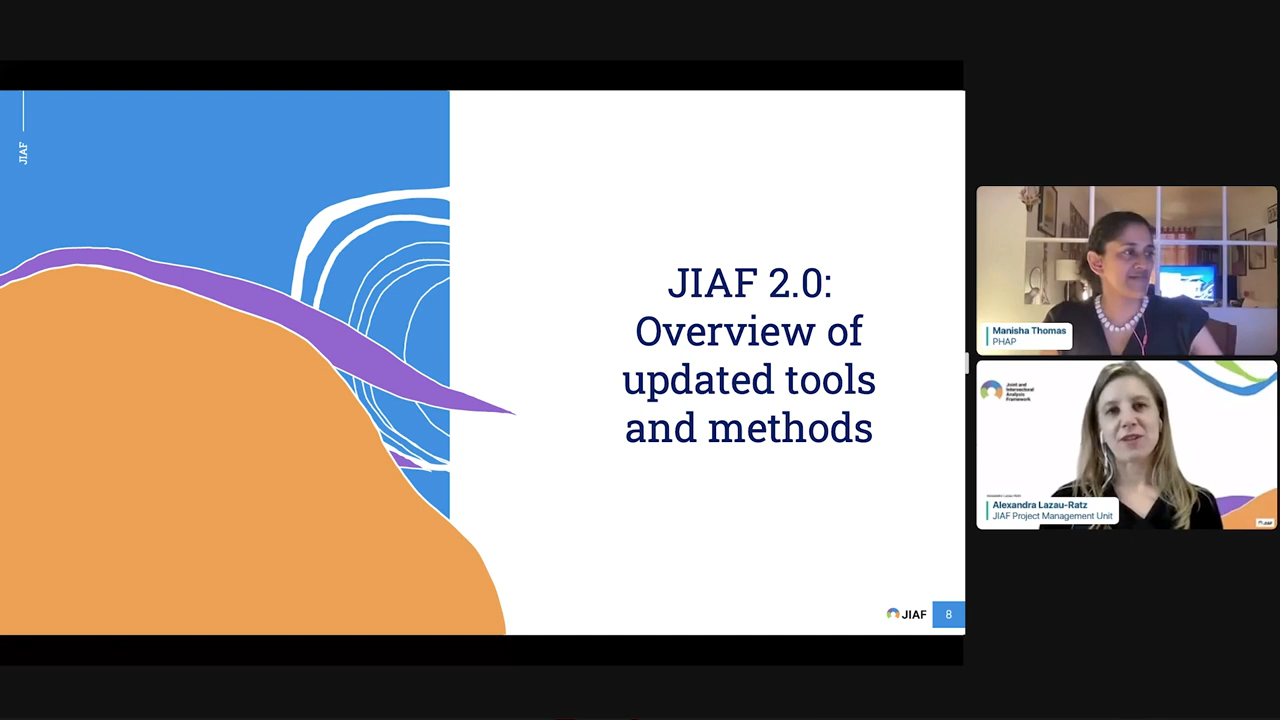 JIAF
JIAF 2.0:
Overview of
updated tools
and methods
JIAF
8
Manisha Thomas
PHAP
Joint and
Intersectoral
Analysis
Framework
Alexandra Lazau-Ratz
JIAF Project Management Unit
JIAF